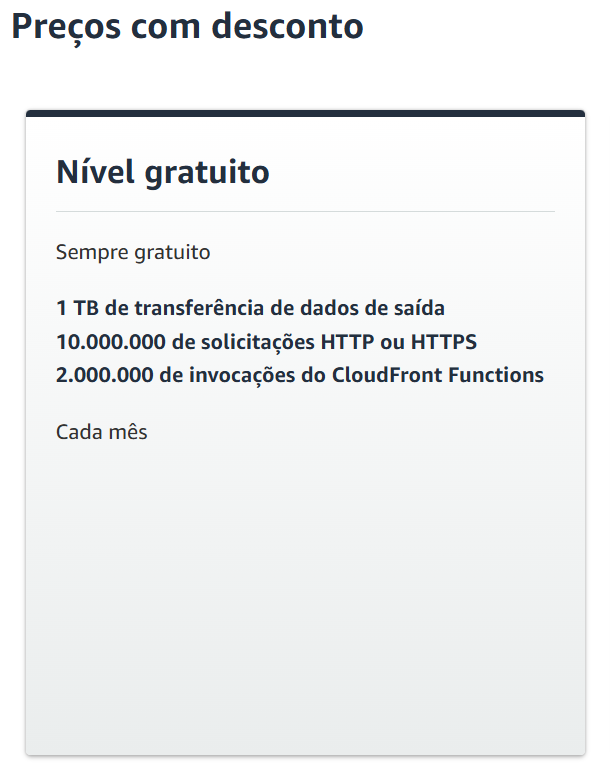 Preços com desconto
Nível gratuito
Sempre gratuito
1 TB de transferência de dados de saída
10.000.000 de solicitações HTTP ou HTTPS
2.000.000 de invocações do CloudFront Functions
Cada mês